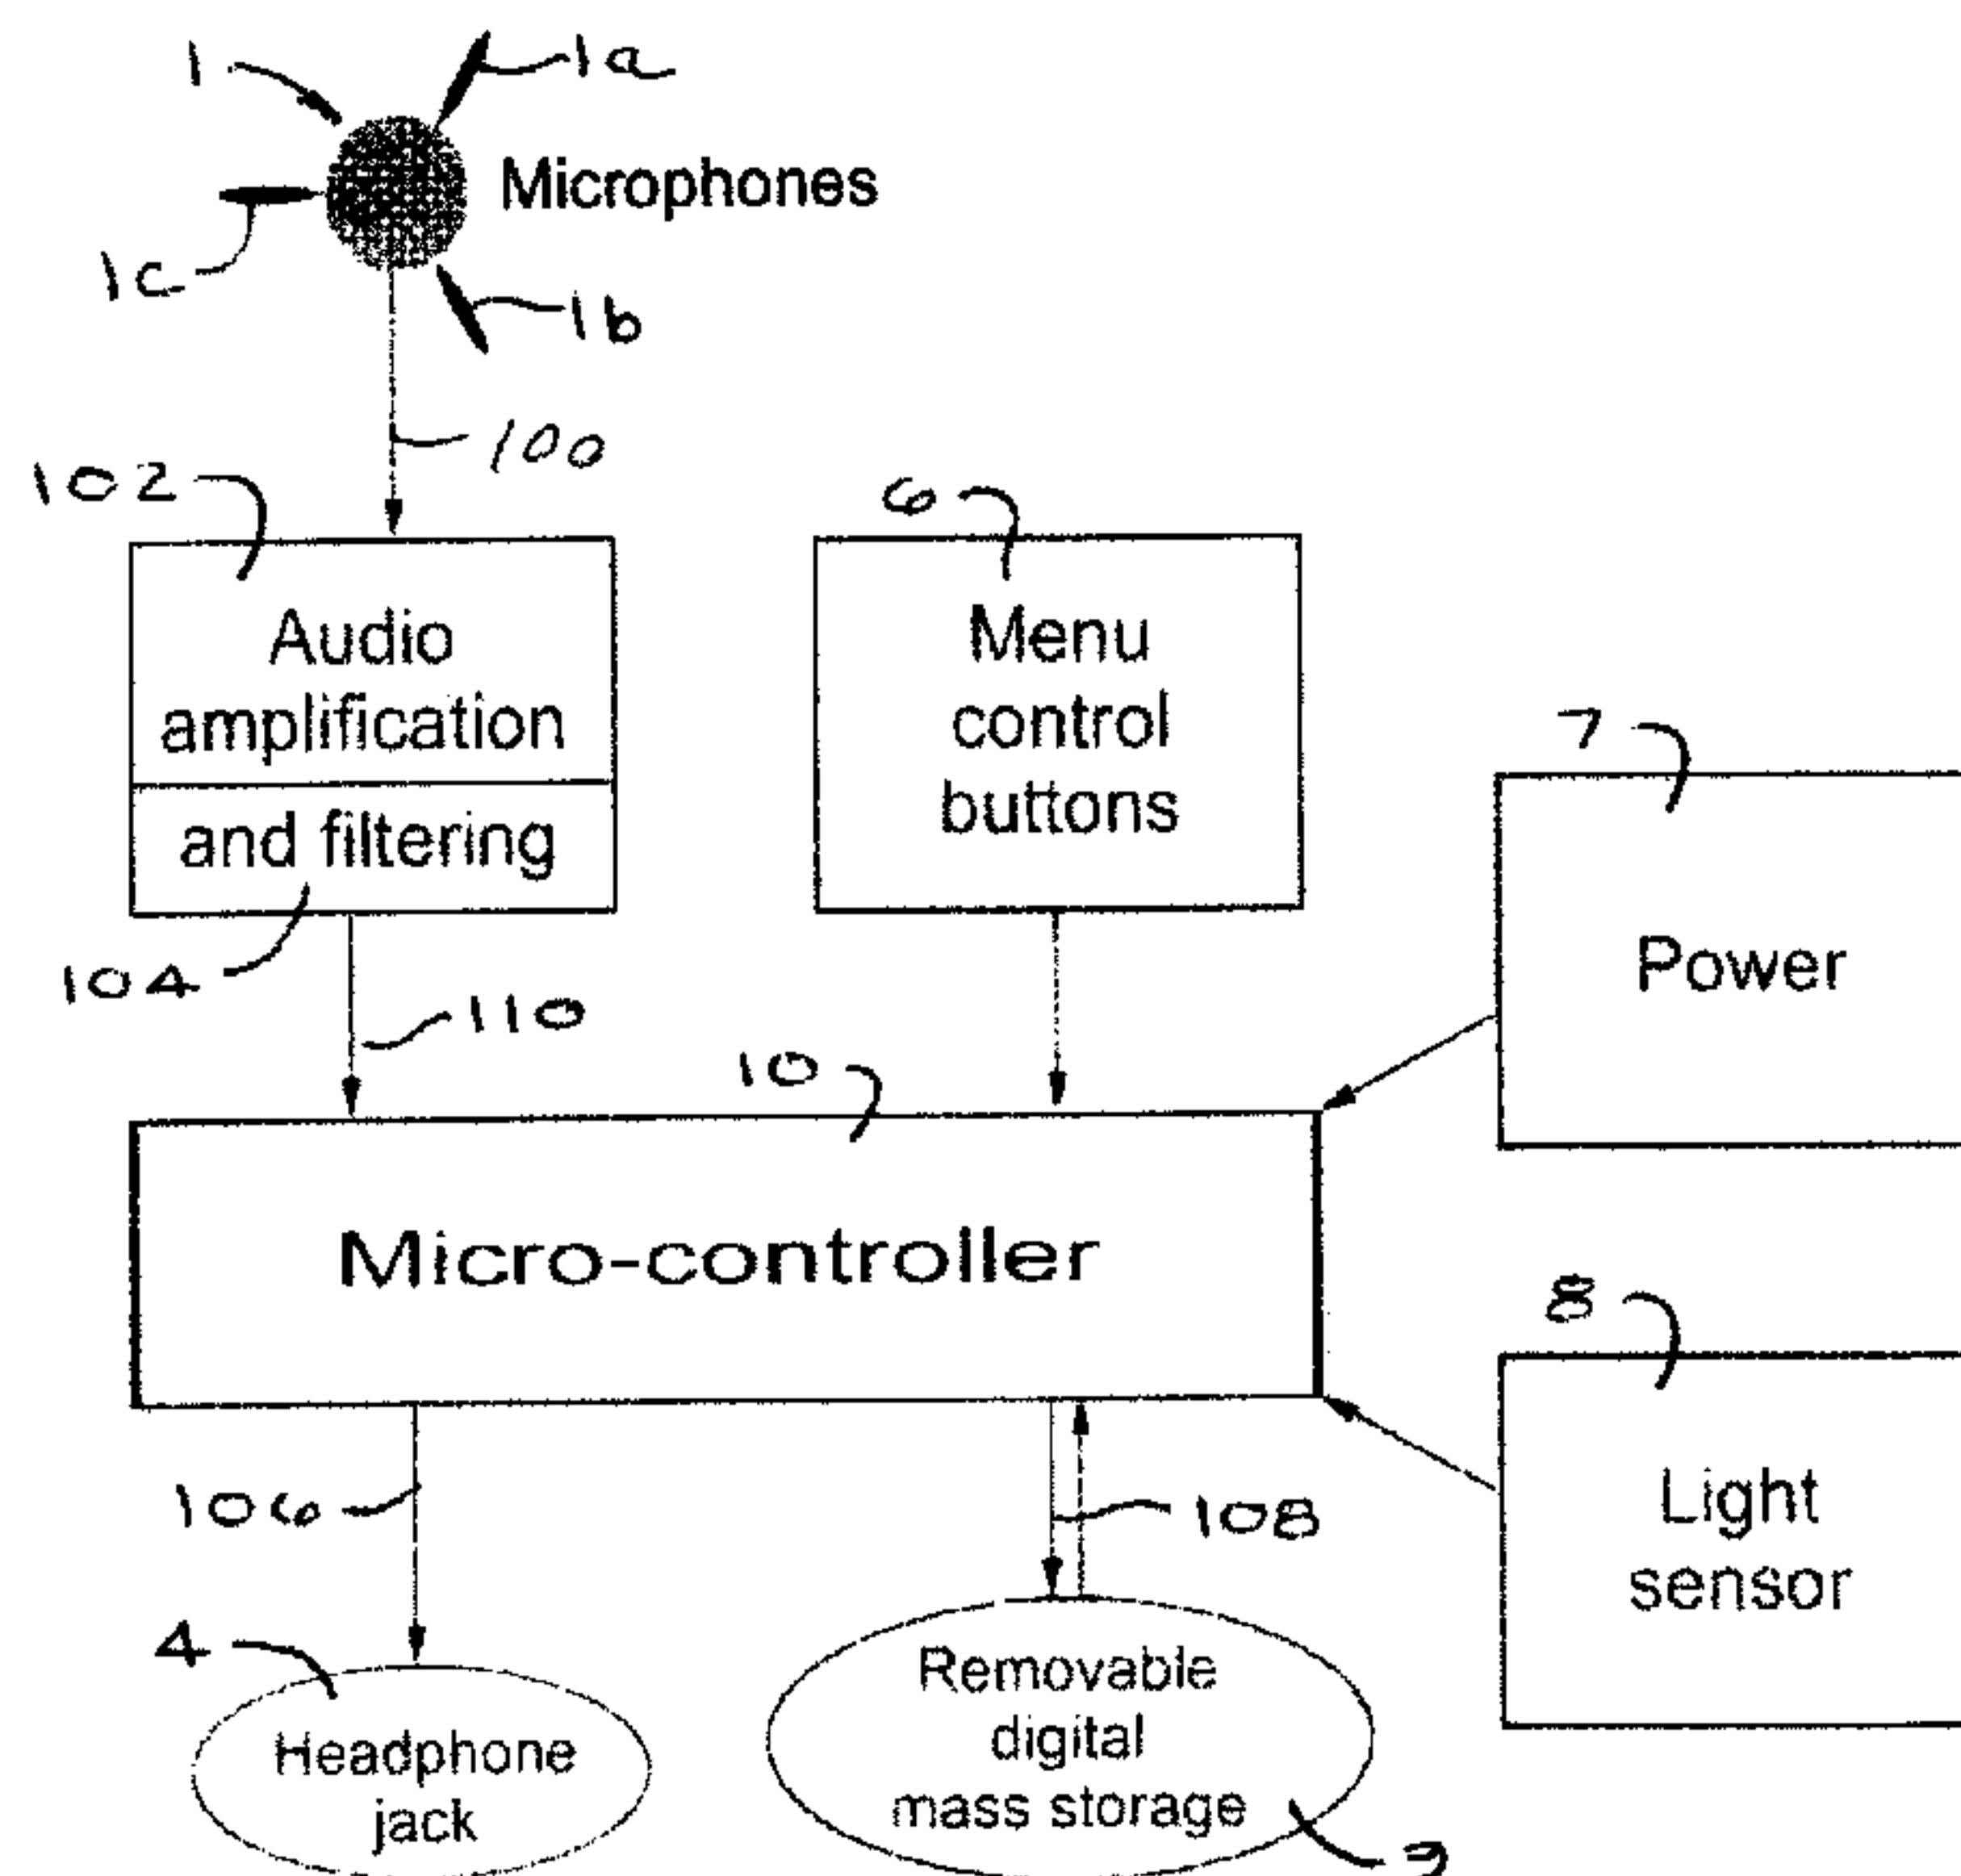 1
1a
Microphones
1c
1b
100
102
6
Audio
amplification
and filtering
Menu
control
buttons
7
Power
104
110
10
Micro-controller
8
Light
sensor
106
108
4
Headphone
jack
Removable
digital
mass storage